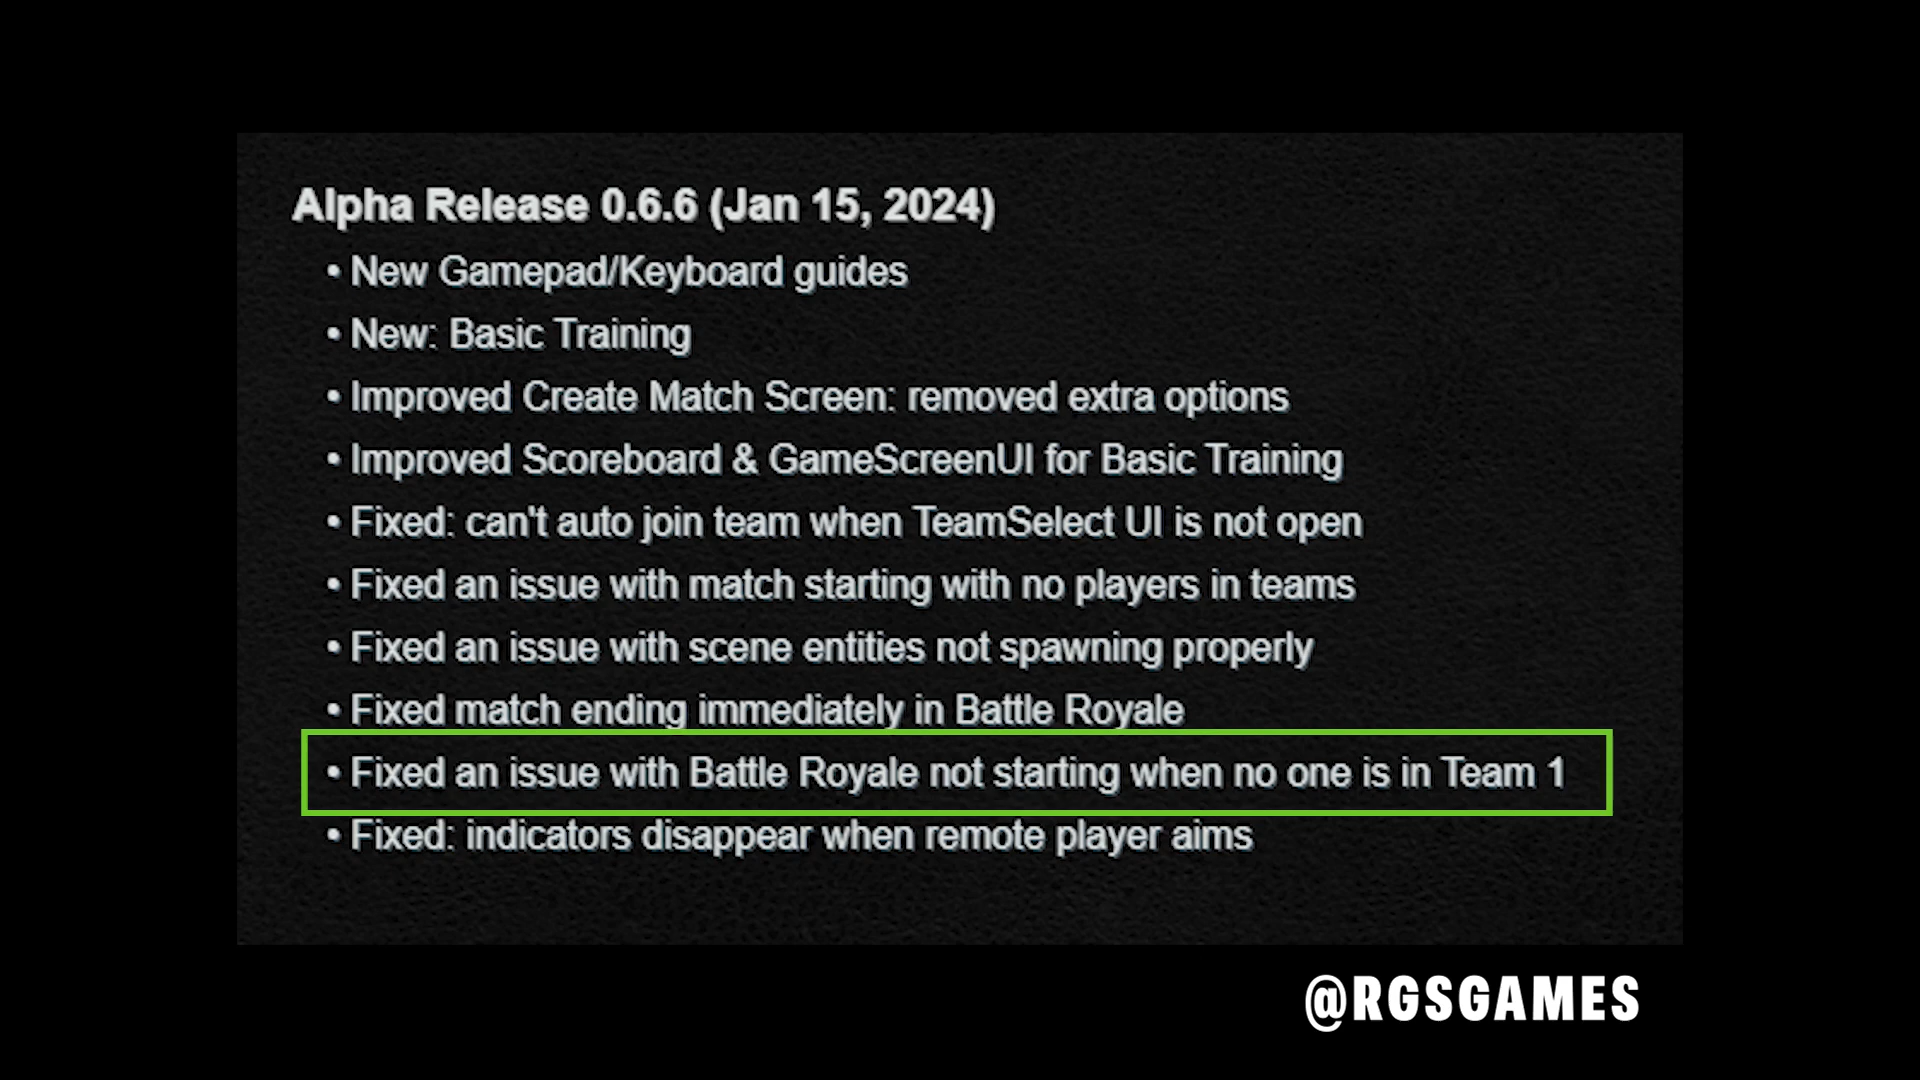 Alpha Release 0.6.6 (Jan 15, 2024)
• New Gamepad/Keyboard guides
• New: Basic Training
• Improved Create Match Screen: removed extra options
• Improved Scoreboard & GameScreenUI for Basic Training
• Fixed: can't auto join team when TeamSelect UI is not open
• Fixed an issue with match starting with no players in teams
• Fixed an issue with scene entities not spawning properly
• Fixed match ending immediately in Battle Royale
• Fixed an issue with Battle Royale not starting when no one is in Team 1
• Fixed: indicators disappear when remote player aims
@RGSGAMES